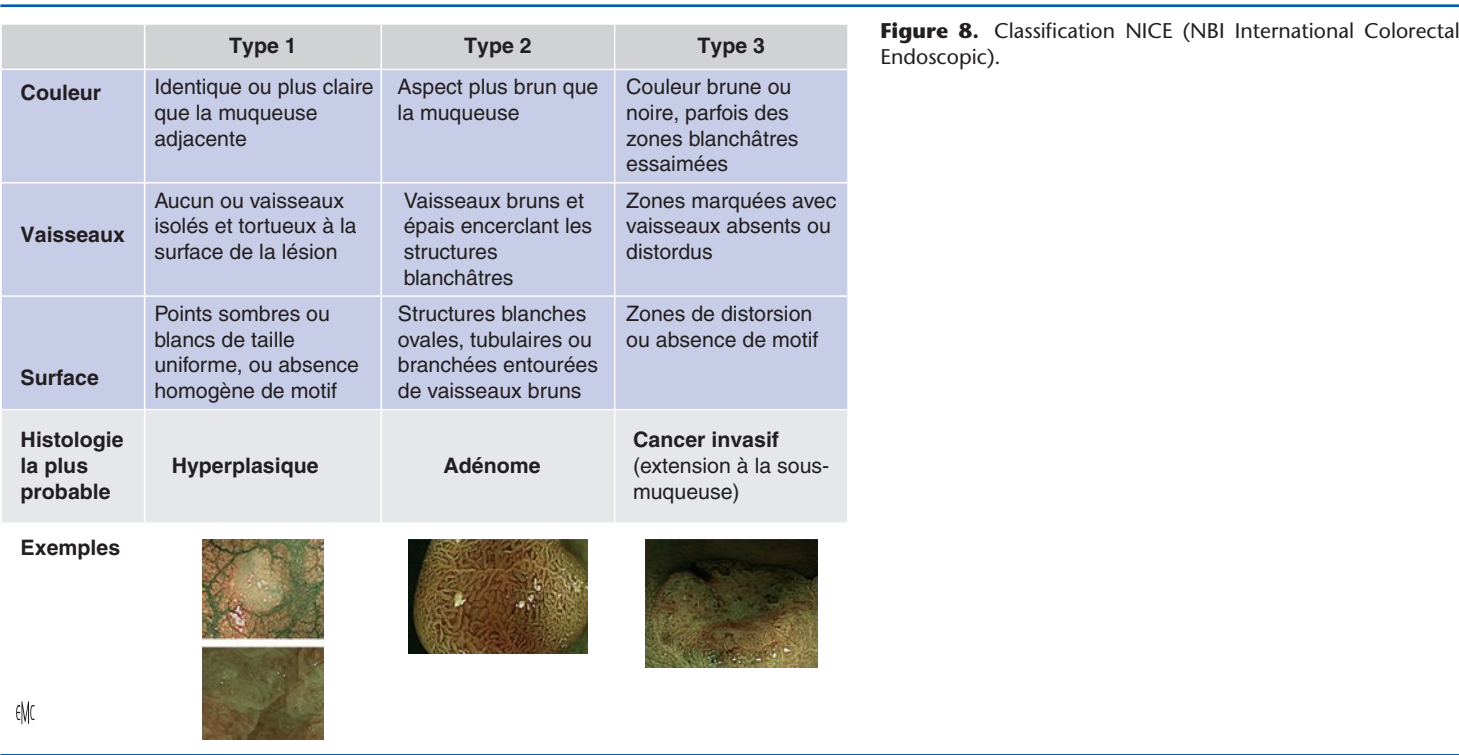 Type 1 Type 2 Type 3
Couleur
Identique ou plus claire
que la muqueuse
adjacente
Aspect plus brun que
la muqueuse
Couleur brune ou
noire, parfois des
zones blanchâtres
essaimées
Vaisseaux
Aucun ou vaisseaux
isolés et tortueux à la
surface de la lésion
Vaisseaux bruns et
épais encerclant les
structures
blanchâtres
Zones marquées avec
vaisseaux absents ou
distordus
Surface
Points sombres ou
blancs de taille
uniforme, ou absence
homogène de motif
Structures blanches
ovales, tubulaires ou
branchées entourées
de vaisseaux bruns
Zones de distorsion
ou absence de motif
Histologie
la plus
probable
Hyperplasique
Adénome
Cancer invasif
(extension à la sous-
muqueuse)
Exemples
EMC
Figure 8. Classification NICE (NBI International Colorectal
Endoscopic).